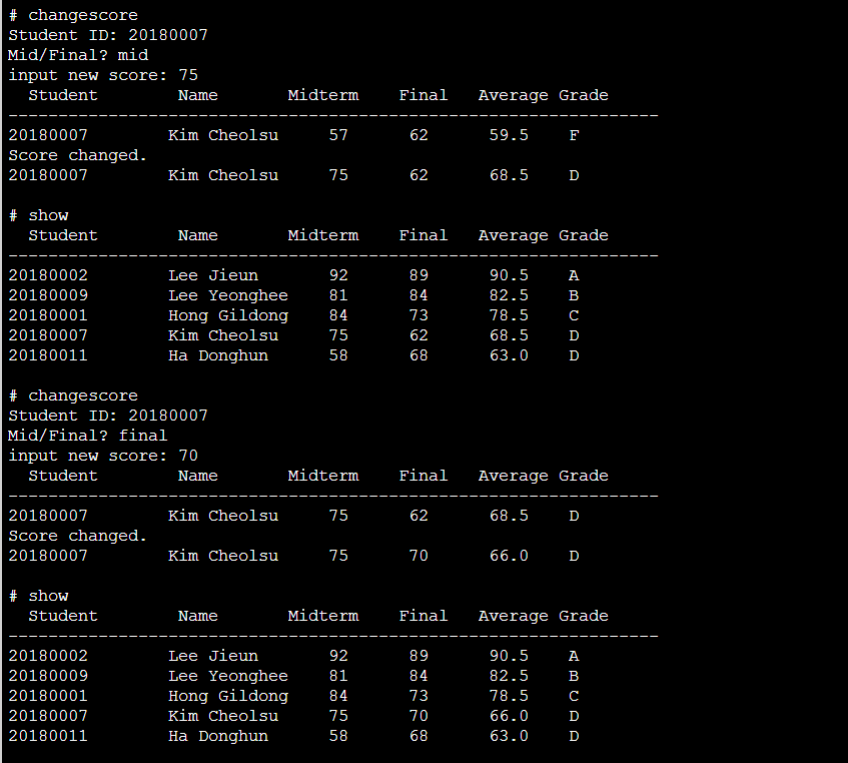 # changescore
Student ID: 20180007
Mid/Final? mid
input new score: 75
  Student        Name       Midterm    Final   Average Grade
-----------------------------------------------------------------
20180007        Kim Cheolsu     57      62      59.5    F
Score changed.
20180007        Kim Cheolsu     75      62      68.5    D

# show
  Student        Name       Midterm    Final   Average Grade
-----------------------------------------------------------------
20180002        Lee Jieun       92      89      90.5    A
20180009        Lee Yeonghee    81      84      82.5    B
20180001        Hong Gildong    84      73      78.5    C
20180007        Kim Cheolsu     75      62      68.5    D
20180011        Ha Donghun      58      68      63.0    D

# changescore
Student ID: 20180007
Mid/Final? final
input new score: 70
  Student        Name       Midterm    Final   Average Grade
-----------------------------------------------------------------
20180007        Kim Cheolsu     75      62      68.5    D
Score changed.
20180007        Kim Cheolsu     75      70      66.0    D

# show
  Student        Name       Midterm    Final   Average Grade
-----------------------------------------------------------------
20180002        Lee Jieun       92      89      90.5    A
20180009        Lee Yeonghee    81      84      82.5    B
20180001        Hong Gildong    84      73      78.5    C
20180007        Kim Cheolsu     75      70      66.0    D
20180011        Ha Donghun      58      68      63.0    D